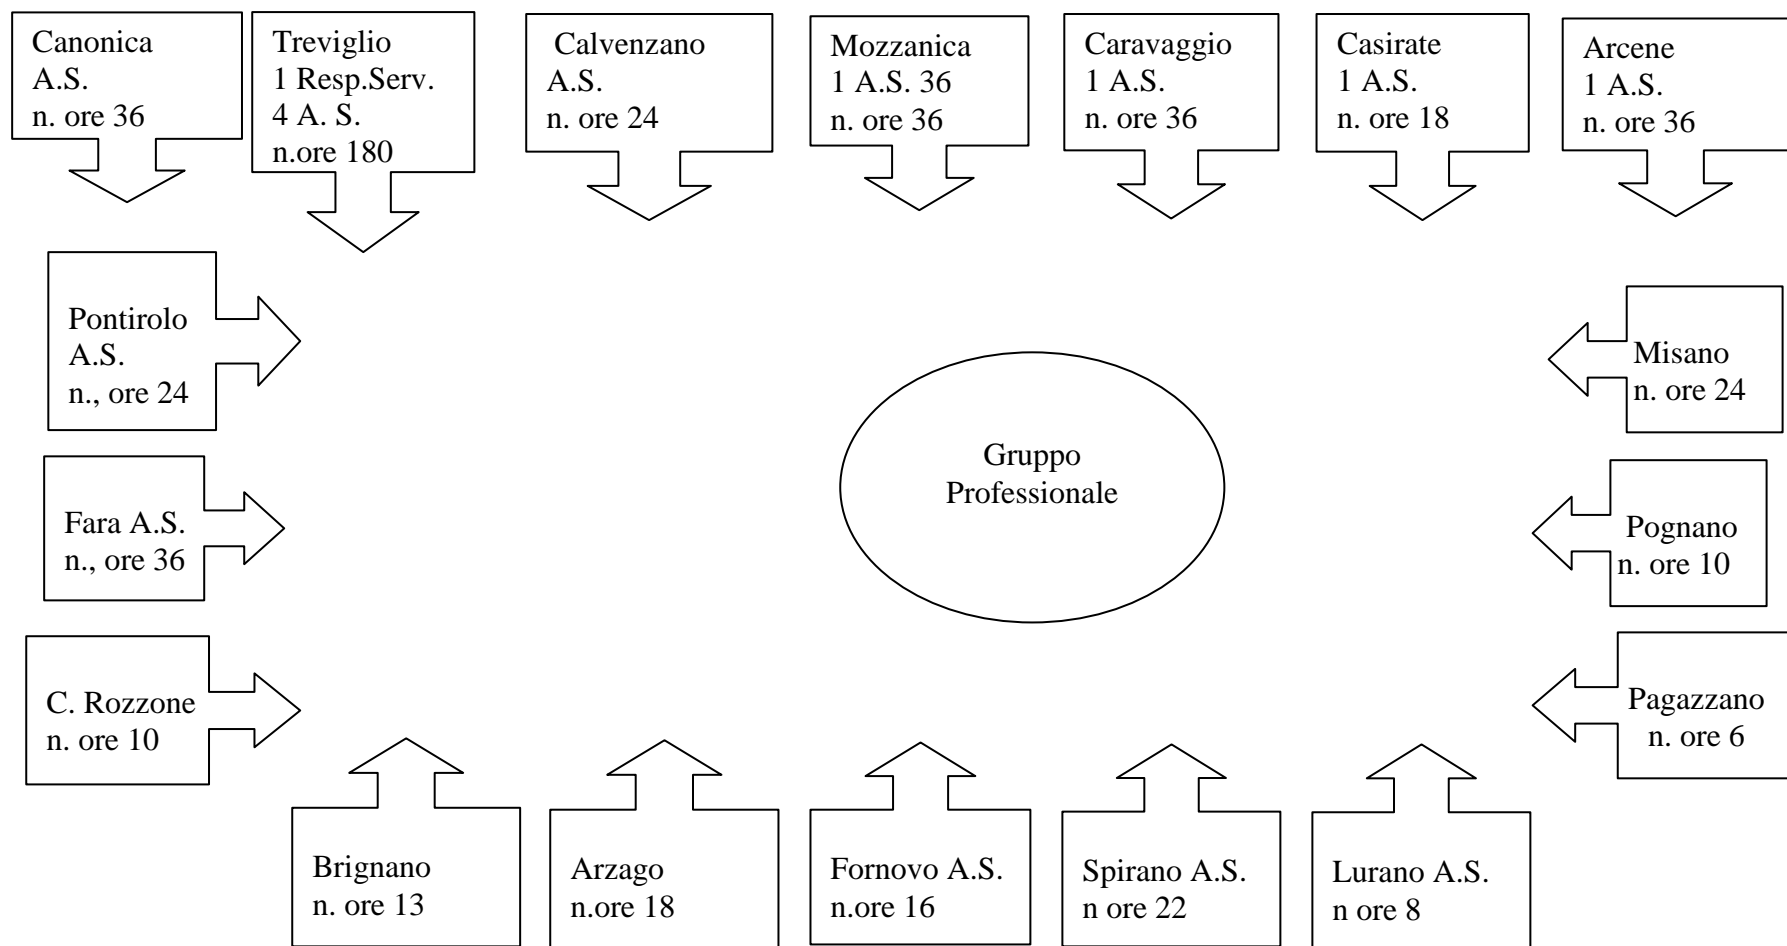 Canonica
A.S.
n. ore 36
Treviglio
1 Resp.Serv.
4 A. S.
n.ore 180
Calvenzano
A.S.
n. ore 24
Mozzanica
1 A.S. 36
n. ore 36
Caravaggio
1 A.S.
n. ore 36
Casirate
1 A.S.
n. ore 18
Arcene
1 A.S.
n. ore 36
Pontirolo
A.S.
n., ore 24
Misano
n. ore 24
Gruppo
Professionale
Fara A.S.
n., ore 36
Pognano
n. ore 10
C. Rozzone
n. ore 10
Pagazzano
n. ore 6
Brignano
n. ore 13
Arzago
n.ore 18
Fornovo A.S.
n.ore 16
Spirano A.S.
n ore 22
Lurano A.S.
n ore 8